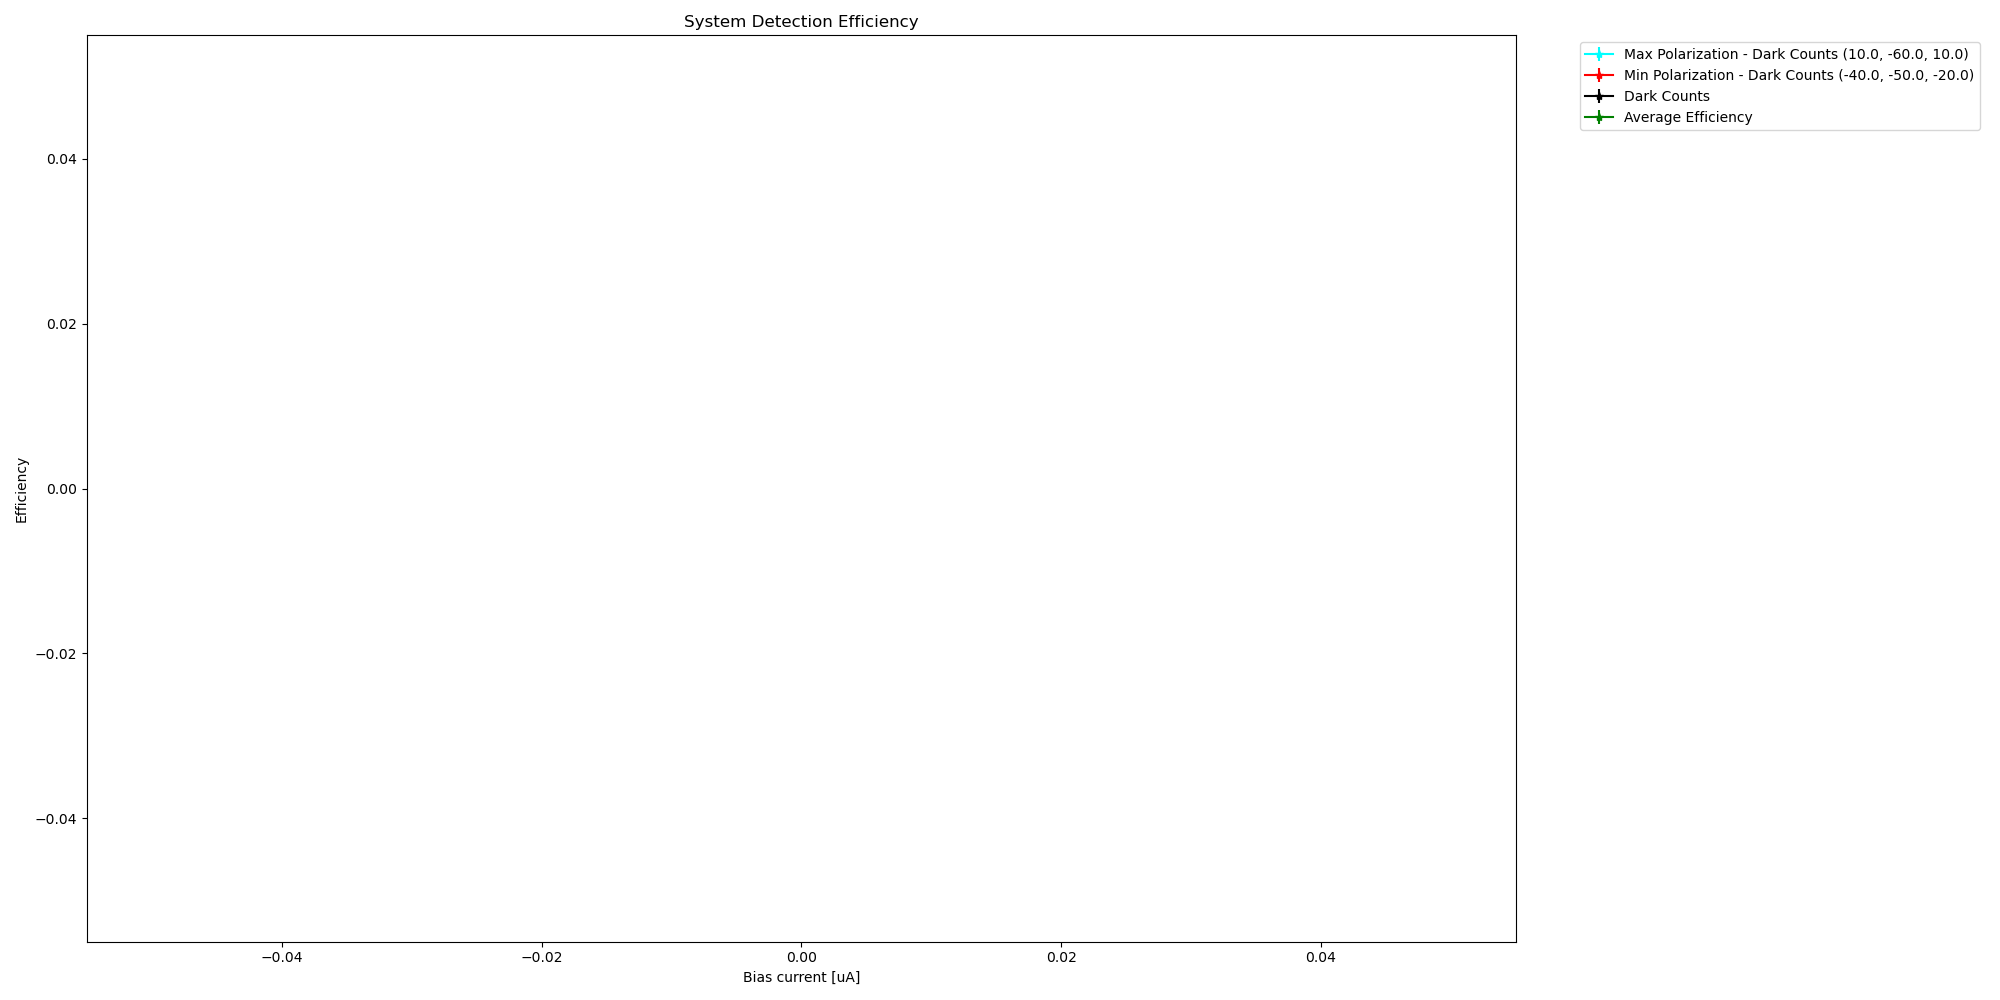 System Detection Efficiency
Max Polarization - Dark Counts (10.0, -60.0, 10.0)
Min Polarization - Dark Counts (-40.0, -50.0, -20.0)
Dark Counts
Average Efficiency
0.04
0.02
0.00
−0.02
−0.04
Efficiency
−0.04
−0.02
0.00
0.02
0.04
Bias current [uA]